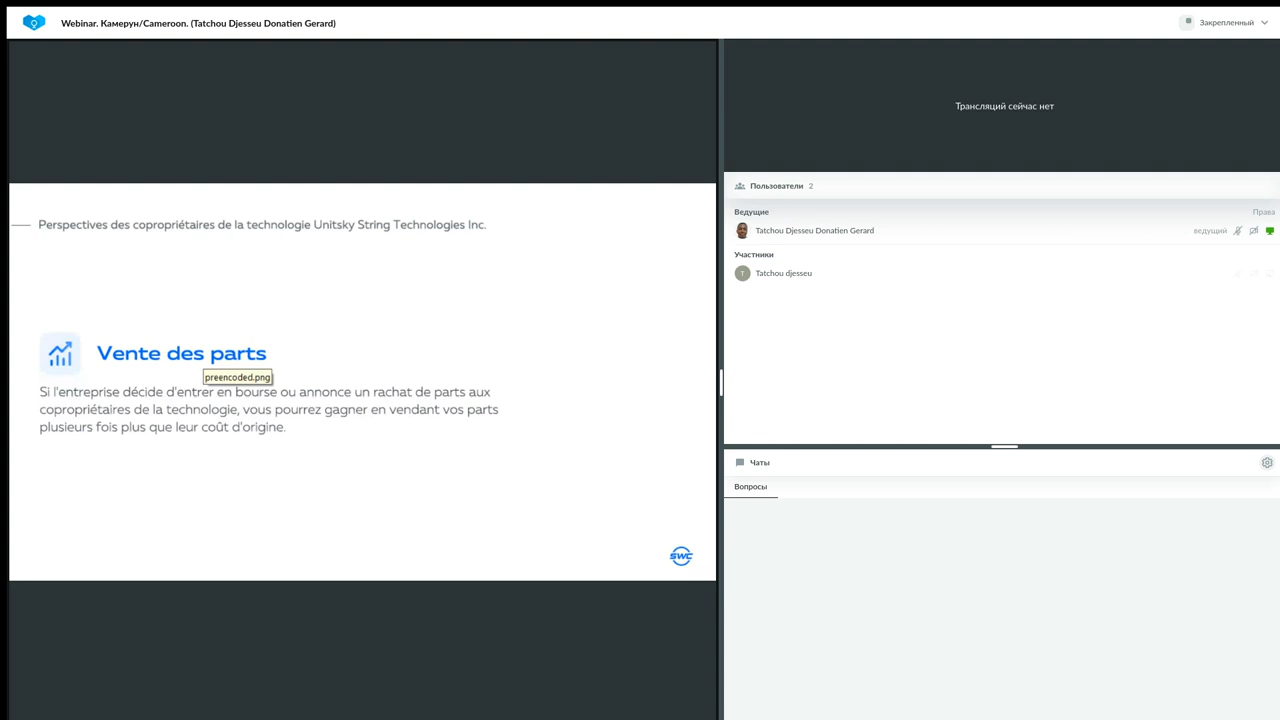 Webinar. Камерун/Cameroon. (Tatchou Djesseu Donatien Gerard)
Закрепленный
Perspectives des copropriétaires de la technologie Unitsky String Technologies Inc.
Vente des parts
preencoded.png
Si l'entreprise décide d'entrer en bourse ou annonce un rachat de parts aux
copropriétaires de la technologie, vous pourrez gagner en vendant vos parts
plusieurs fois plus que leur coût d'origine.
SWC
Трансляций сейчас нет
Пользователи 2
Ведущие Права
Tatchou Djesseu Donatien Gerard ведущий
Участники
T Tatchou djesseu
Чаты
Вопросы